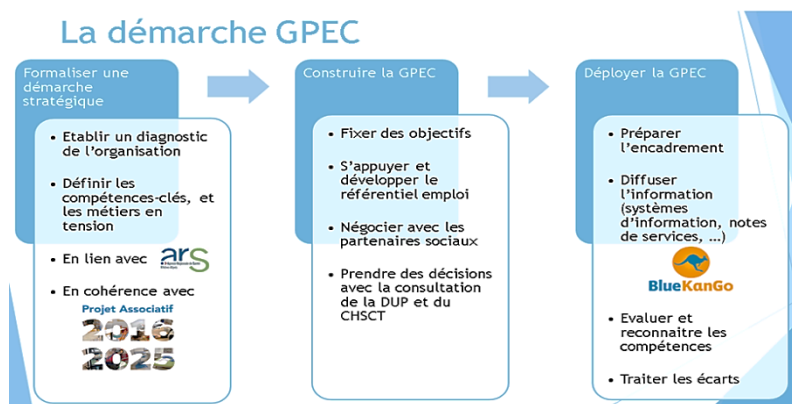 La démarche GPEC
Formaliser une
démarche
stratégique
• Etablir un diagnostic
de l'organisation
• Définir les
compétences-clés, et
les métiers en
tension
• En lien avec ars
• En cohérence avec
Projet Associatif
2016
2025
Construire la GPEC
• Fixer des objectifs
• S'appuyer et
développer le
référentiel emploi
• Négocier avec les
partenaires sociaux
• Prendre des décisions
avec la consultation
de la DUP et du
CHSCT
Déployer la GPEC
• Préparer
l'encadrement
• Diffuser
l'information
(systèmes
d'information, notes
de services, ...)
BlueKanGo
• Evaluer et
reconnaitre les
compétences
• Traiter les écarts